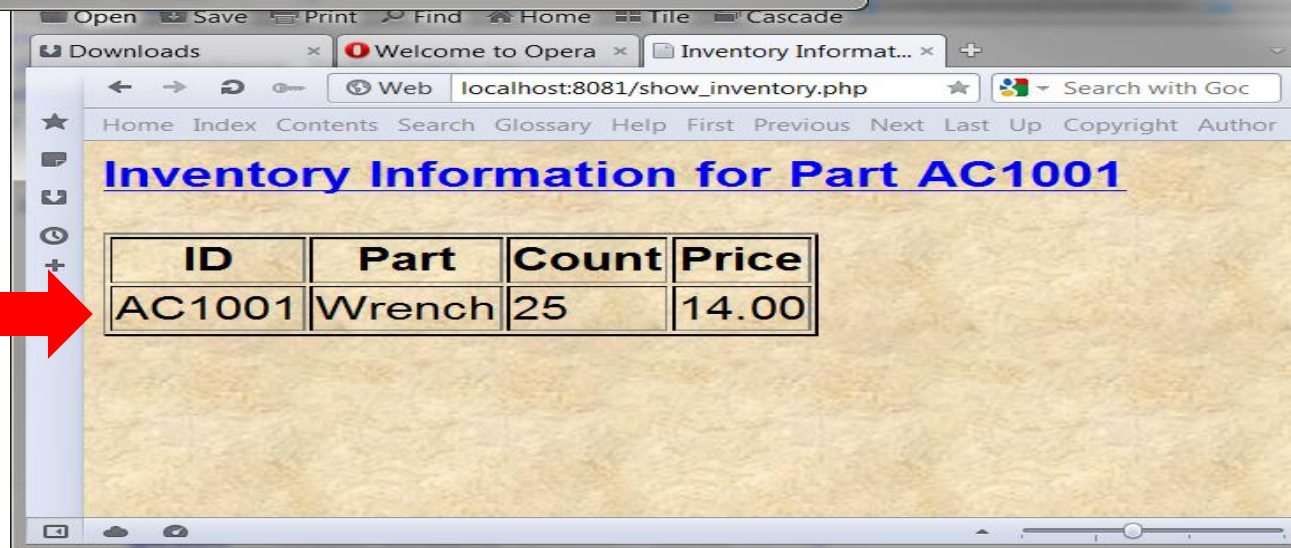 Open Save Print Find Home Tile Cascade
Downloads Welcome to Opera Inventory Informat...
Web localhost:8081/show_inventory.php Search with Goc
Home Index Contents Search Glossary Help First Previous Next Last Up Copyright Author
Inventory Information for Part AC1001
ID Part Count Price
AC1001 Wrench 25 14.00